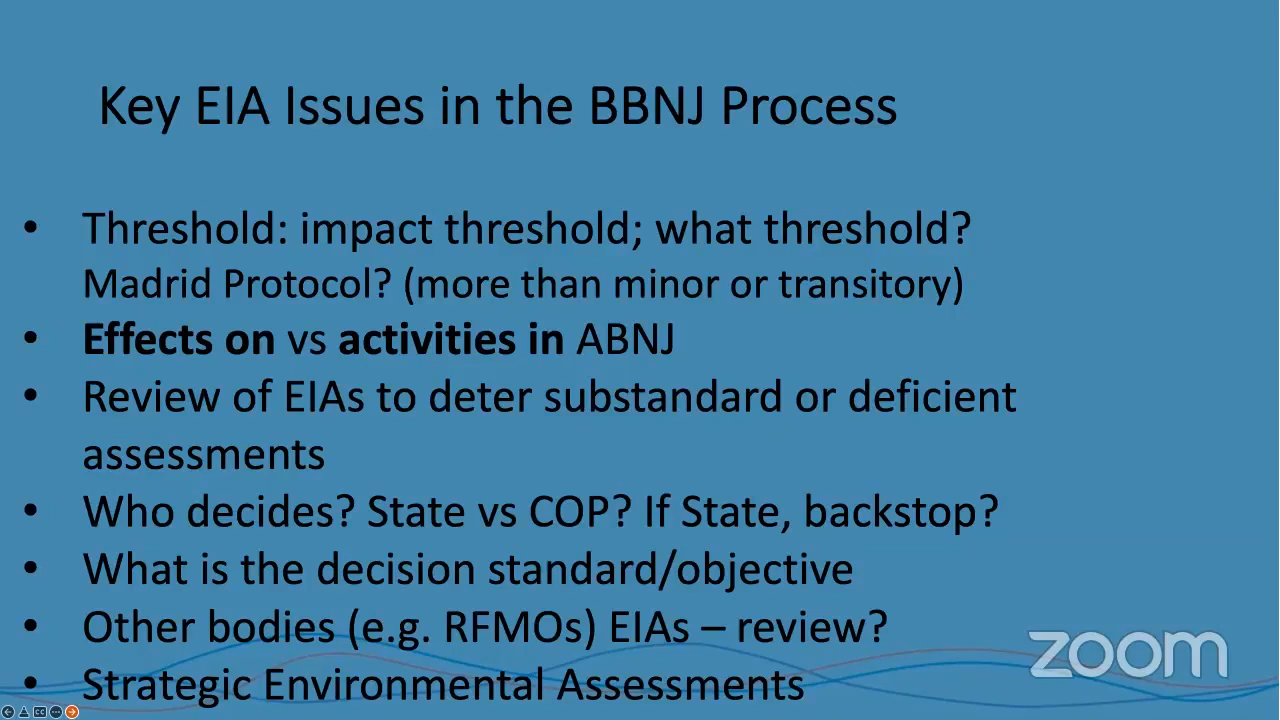 Key EIA Issues in the BBNJ Process
• Threshold: impact threshold; what threshold?
Madrid Protocol? (more than minor or transitory)
• Effects on vs activities in ABNJ
• Review of EIAs to deter substandard or deficient
assessments
• Who decides? State vs COP? If State, backstop?
• What is the decision standard/objective
• Other bodies (e.g. RFMOs) EIAs – review?
• Strategic Environmental Assessments
zoom